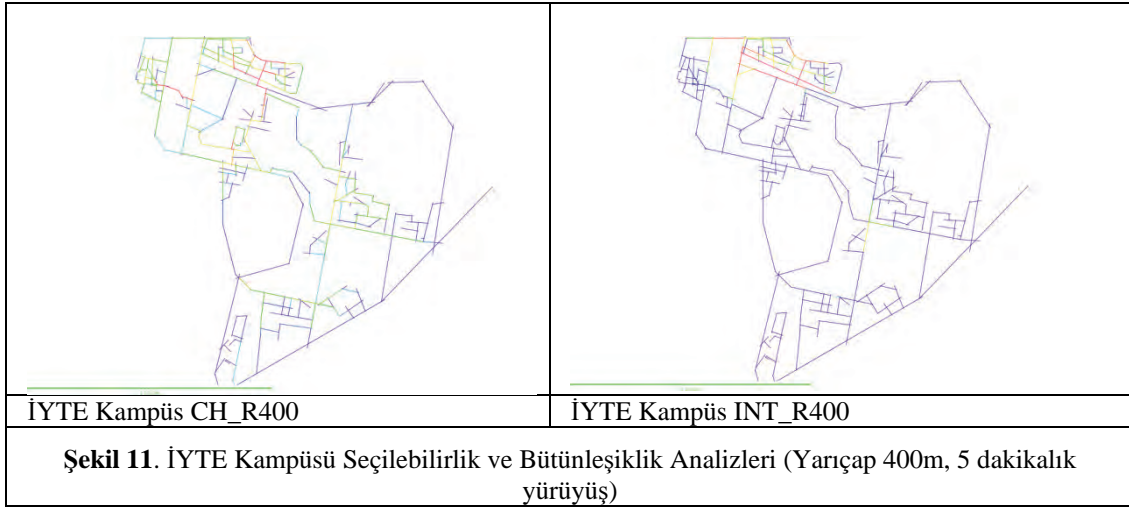 İYTE Kampüs CH_R400
İYTE Kampüs INT_R400
Şekil 11. İYTE Kampüsü Seçilebilirlik ve Bütünleşiklik Analizleri (Yarıçap 400m, 5 dakikalık
yürüyüş)